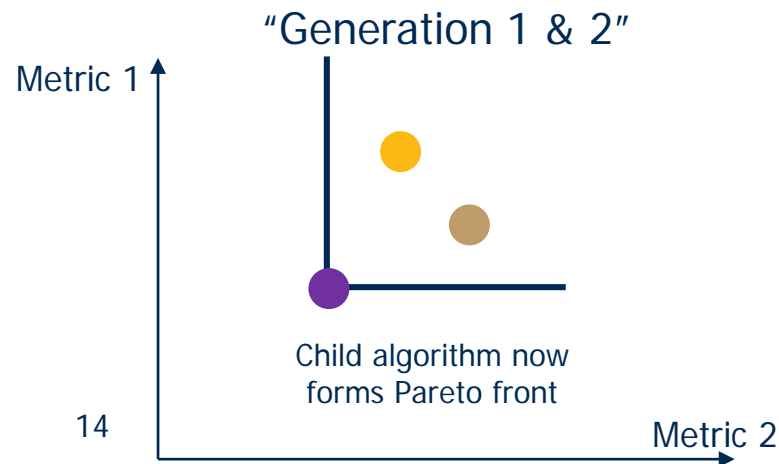 “Generation 1 & 2”
Metric 1
Child algorithm now
forms Pareto front
14
Metric 2